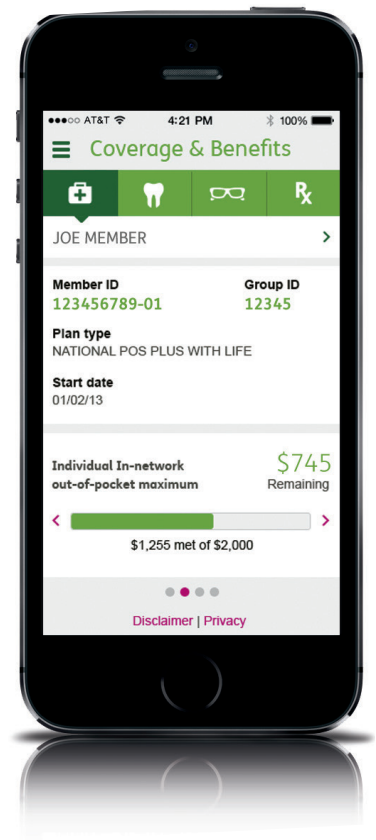 AT&T 4:21 PM 100%
Coverage & Benefits
Rx
JOE MEMBER
Member ID Group ID
123456789-01 12345
Plan type
NATIONAL POS PLUS WITH LIFE
Start date
01/02/13
Individual In-network $745
out-of-pocket maximum Remaining
$1,255 met of $2,000
Disclaimer | Privacy